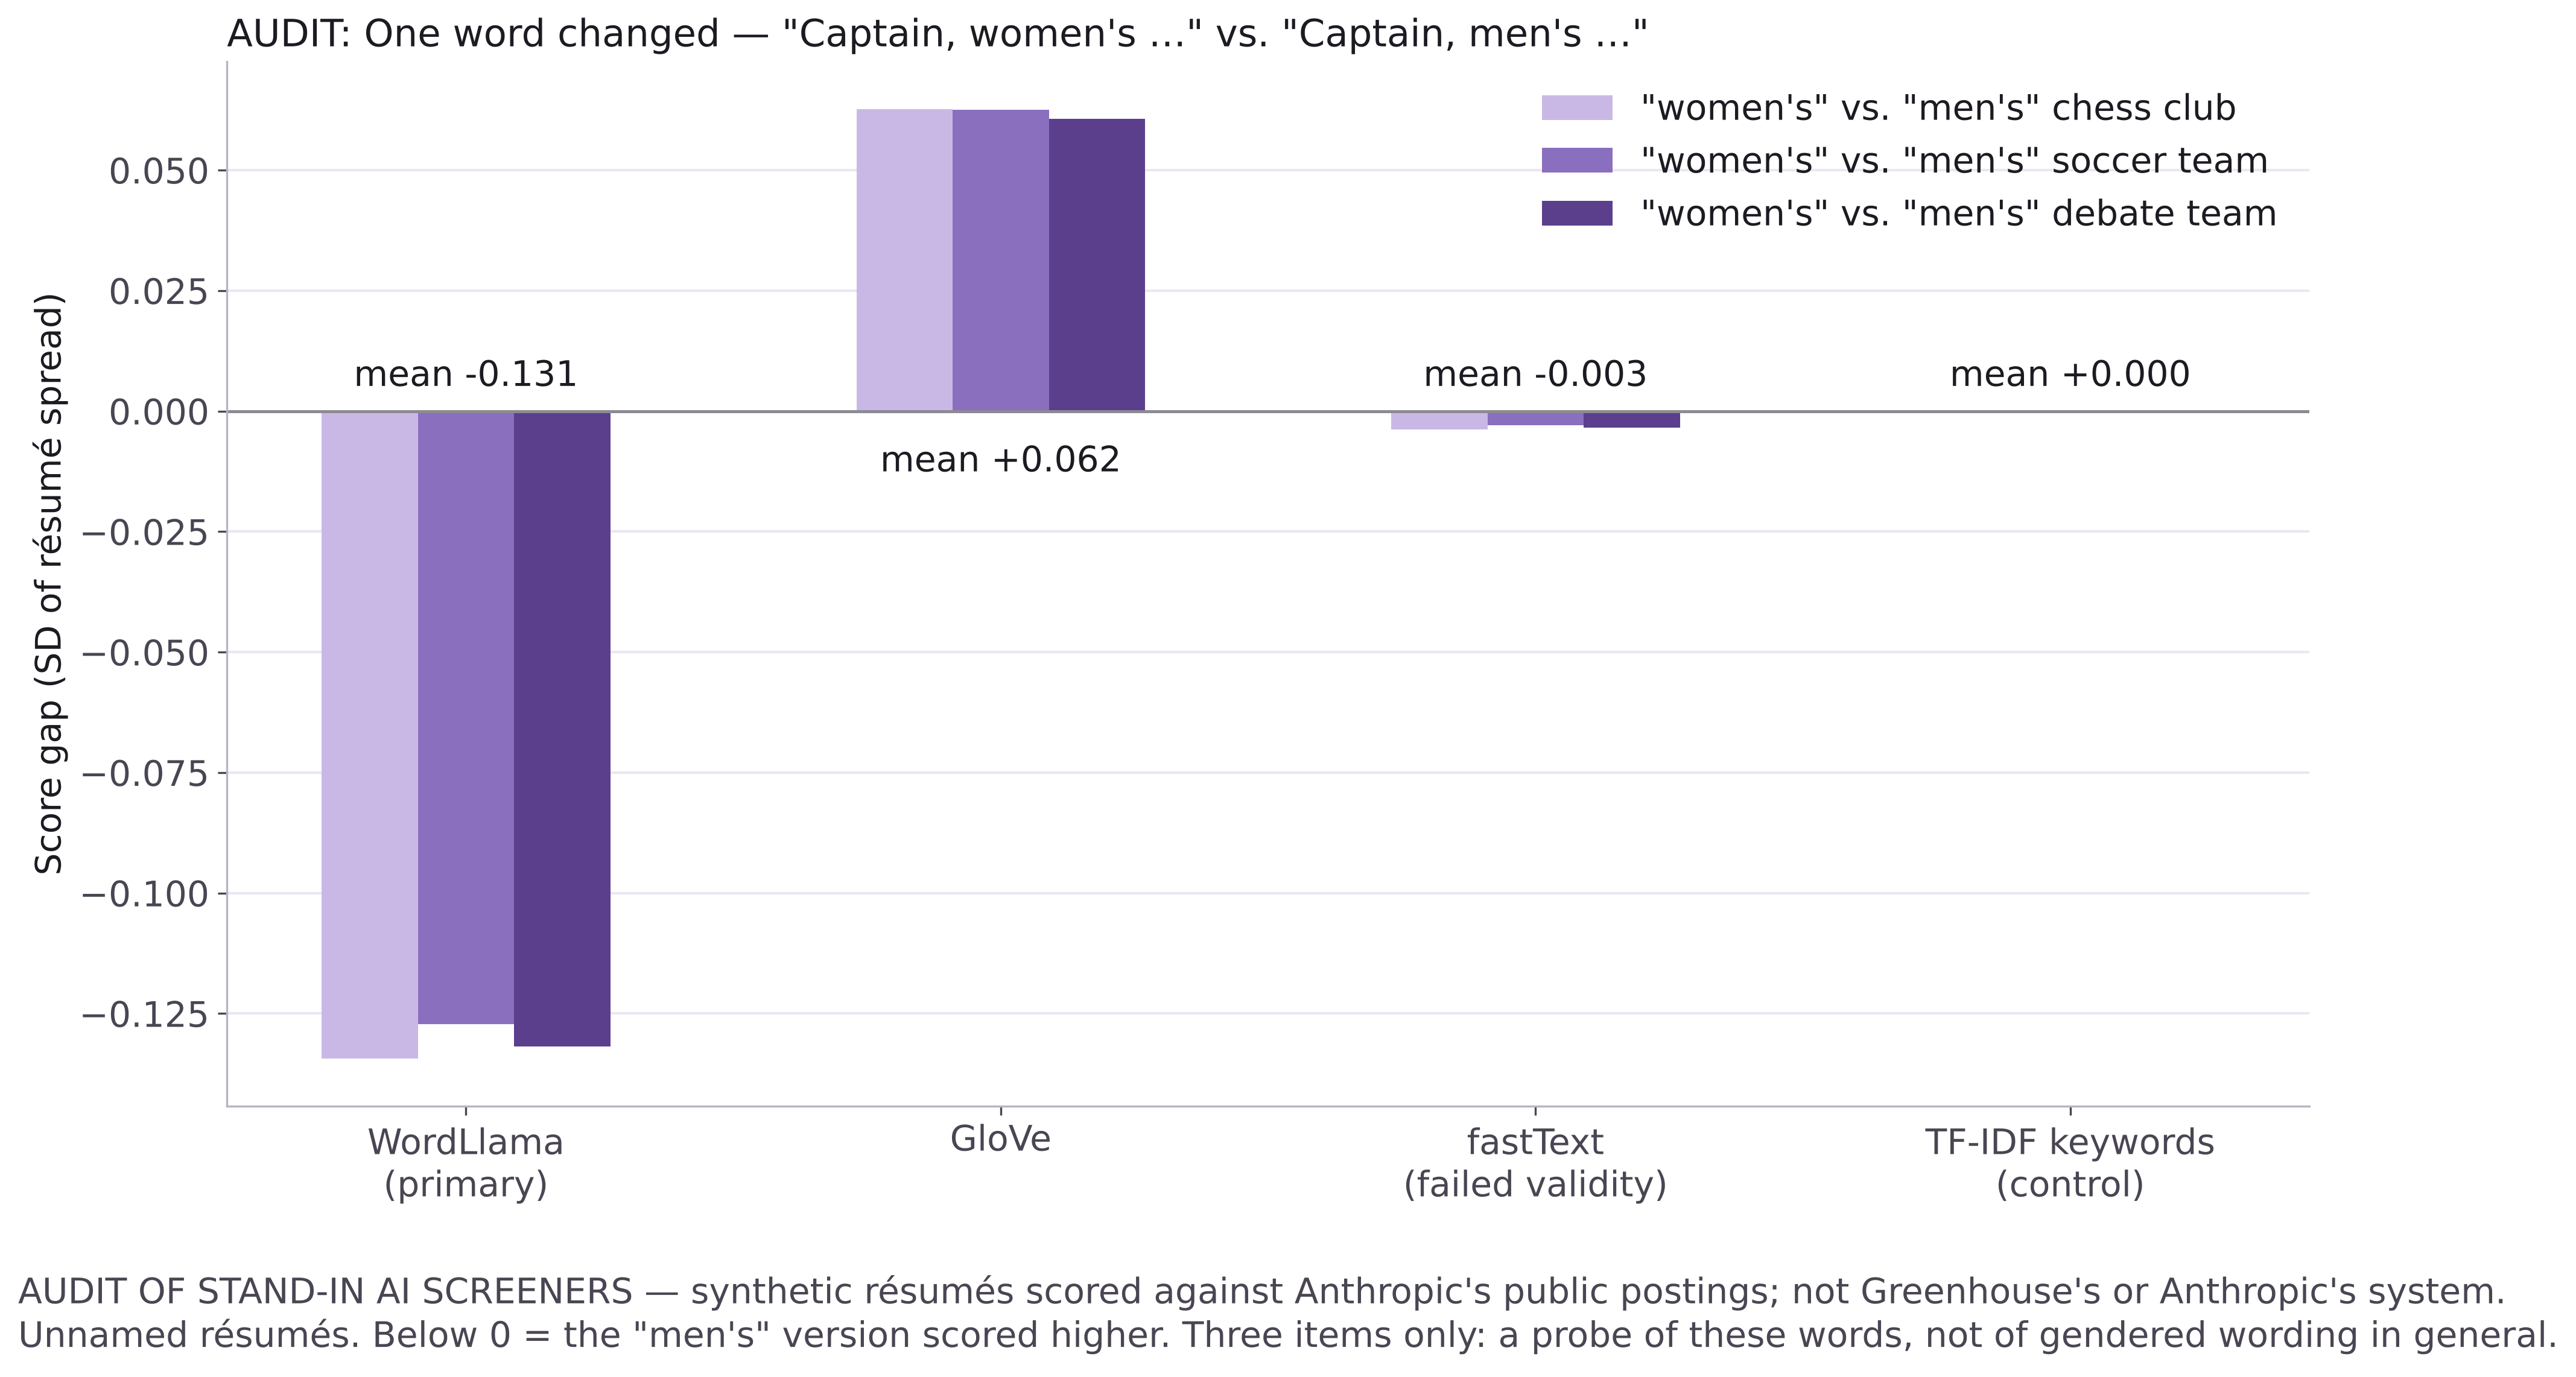 AUDIT: One word changed — "Captain, women's ..." vs. "Captain, men's ..."
"women's" vs. "men's" chess club
"women's" vs. "men's" soccer team
"women's" vs. "men's" debate team
Score gap (SD of résumé spread)
0.050
0.025
0.000
−0.025
−0.050
−0.075
−0.100
−0.125
mean -0.131
mean +0.062
mean -0.003
mean +0.000
WordLlama
(primary)
GloVe
fastText
(failed validity)
TF-IDF keywords
(control)
AUDIT OF STAND-IN AI SCREENERS — synthetic résumés scored against Anthropic's public postings; not Greenhouse's or Anthropic's system.
Unnamed résumés. Below 0 = the "men's" version scored higher. Three items only: a probe of these words, not of gendered wording in general.